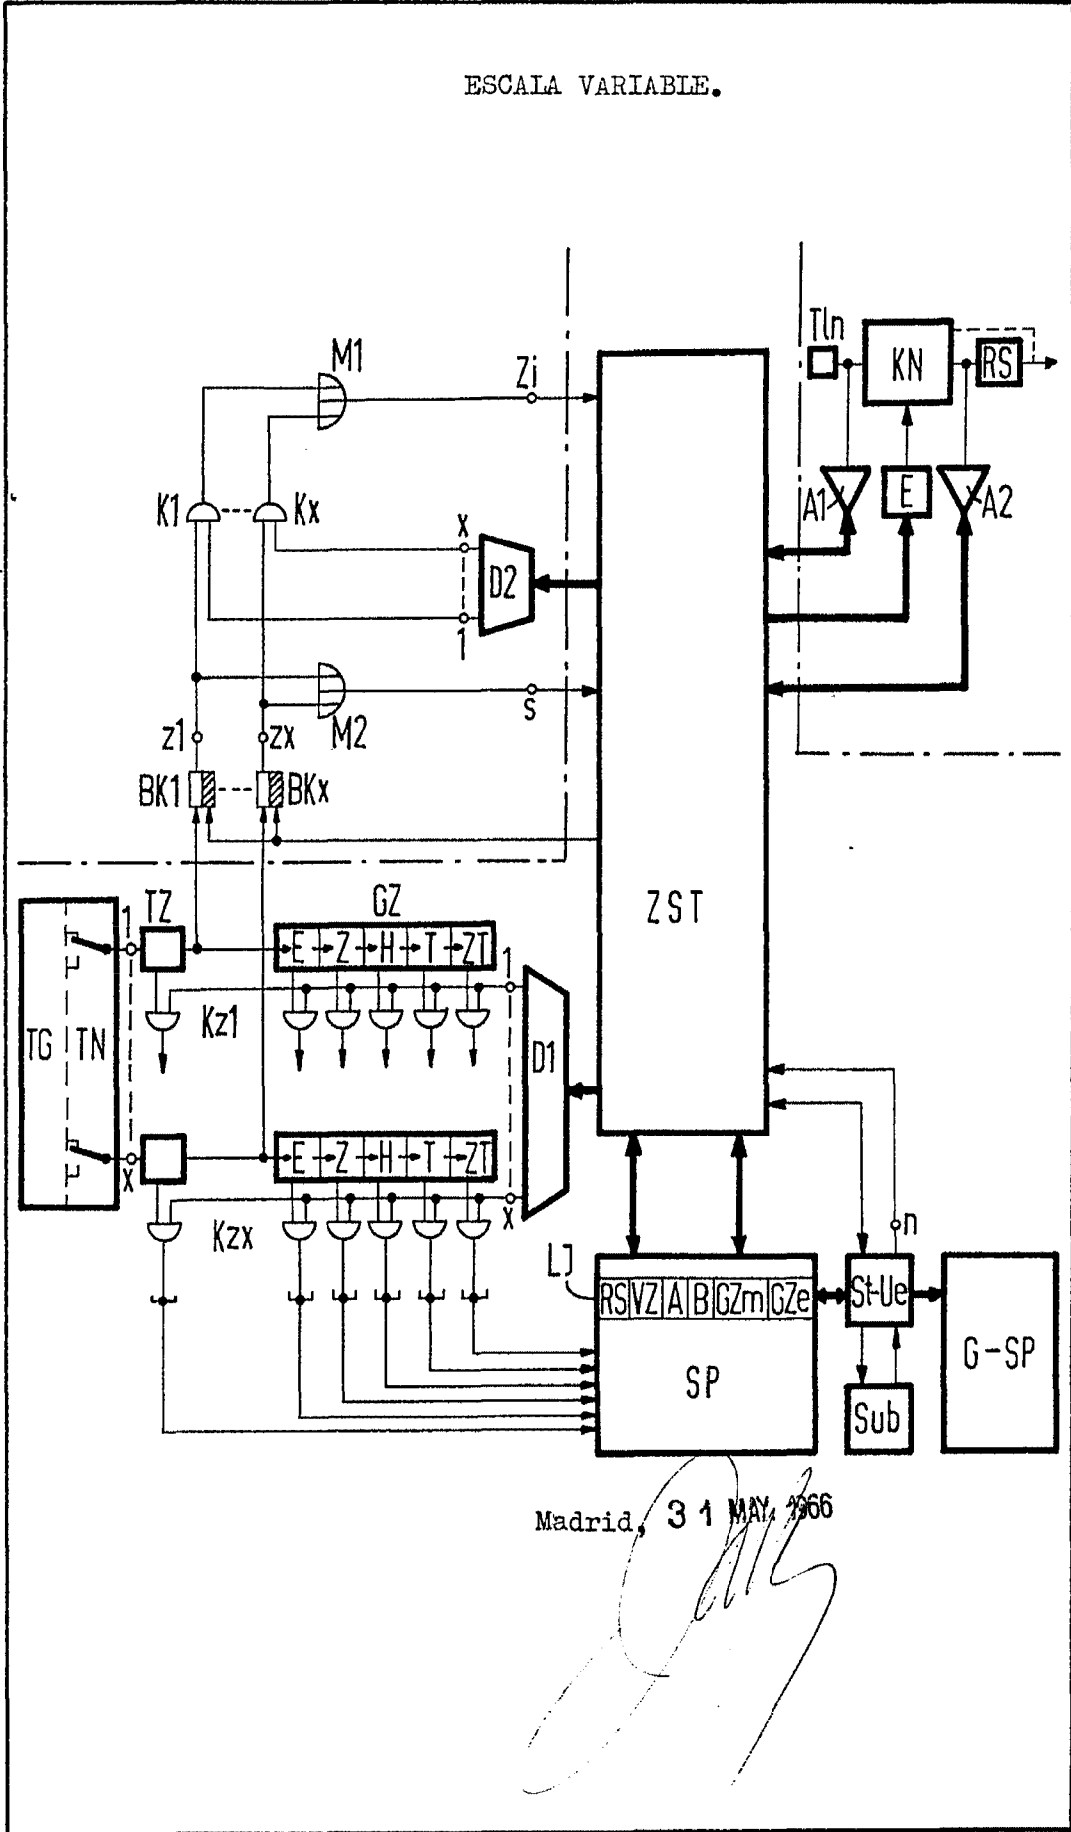 ESCALA VARIABLE.
M1
Zi
Tln
KN
RS
K1
Kx
x
D2
1
A1
E
A2
M2
s
z1
zx
BK1
BKx
ZST
TZ
GZ
1
E Z H T ZT
1
Kz1
TG TN
D1
x
E Z H T ZT
x
Kzx
n
LJ
RS VZ A B GZm GZe
St-Ue
G-SP
SP
Sub
Madrid, 31 MAY. 1966